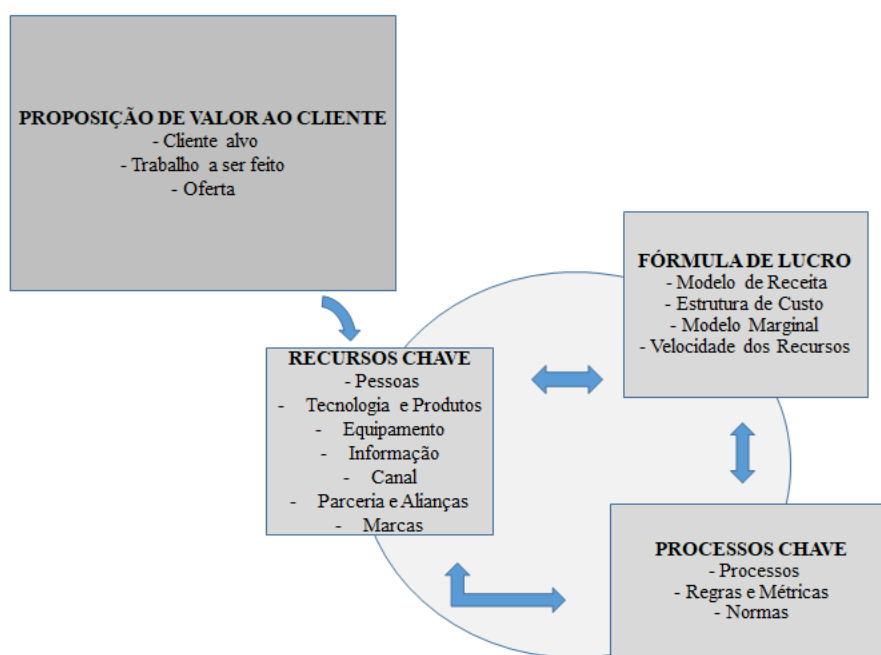 PROPOSIÇÃO DE VALOR AO CLIENTE
- Cliente alvo
- Trabalho a ser feito
- Oferta
FÓRMULA DE LUCRO
- Modelo de Receita
- Estrutura de Custo
- Modelo Marginal
- Velocidade dos Recursos
RECURSOS CHAVE
- Pessoas
- Tecnologia e Produtos
- Equipamento
- Informação
- Canal
- Parceria e Alianças
- Marcas
PROCESSOS CHAVE
- Processos
- Regras e Métricas
- Normas